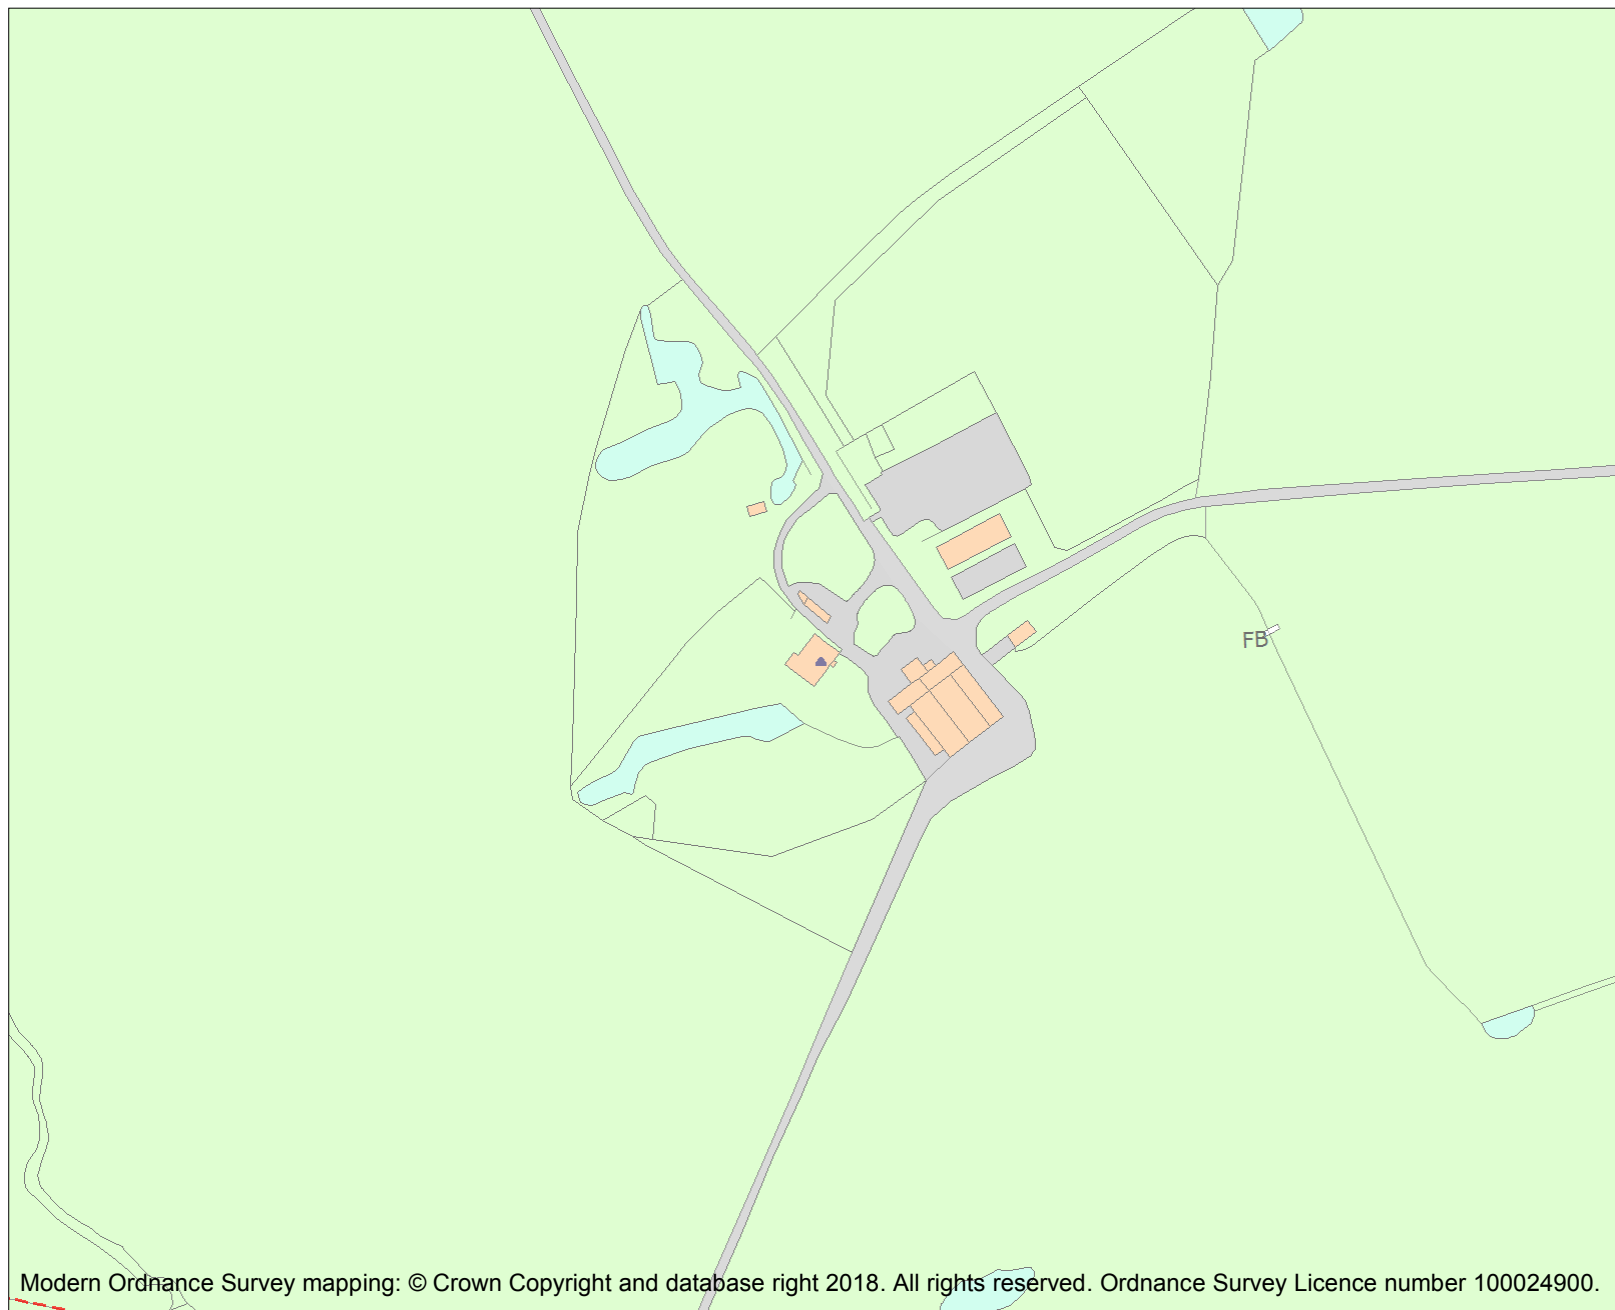 FB
Modern Ordnance Survey mapping: © Crown Copyright and database right 2018. All rights reserved. Ordnance Survey Licence number 100024900.